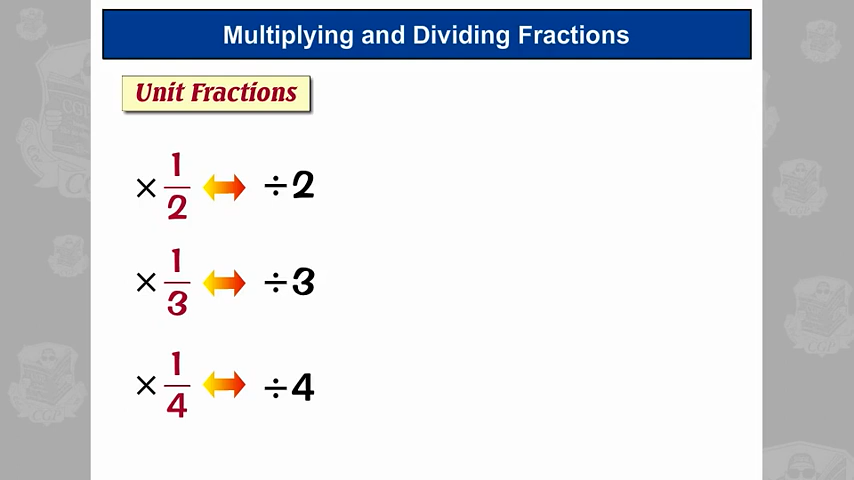 Multiplying and Dividing Fractions
Unit Fractions
× 1/2 ⟷ ÷2
× 1/3 ⟷ ÷3
× 1/4 ⟷ ÷4